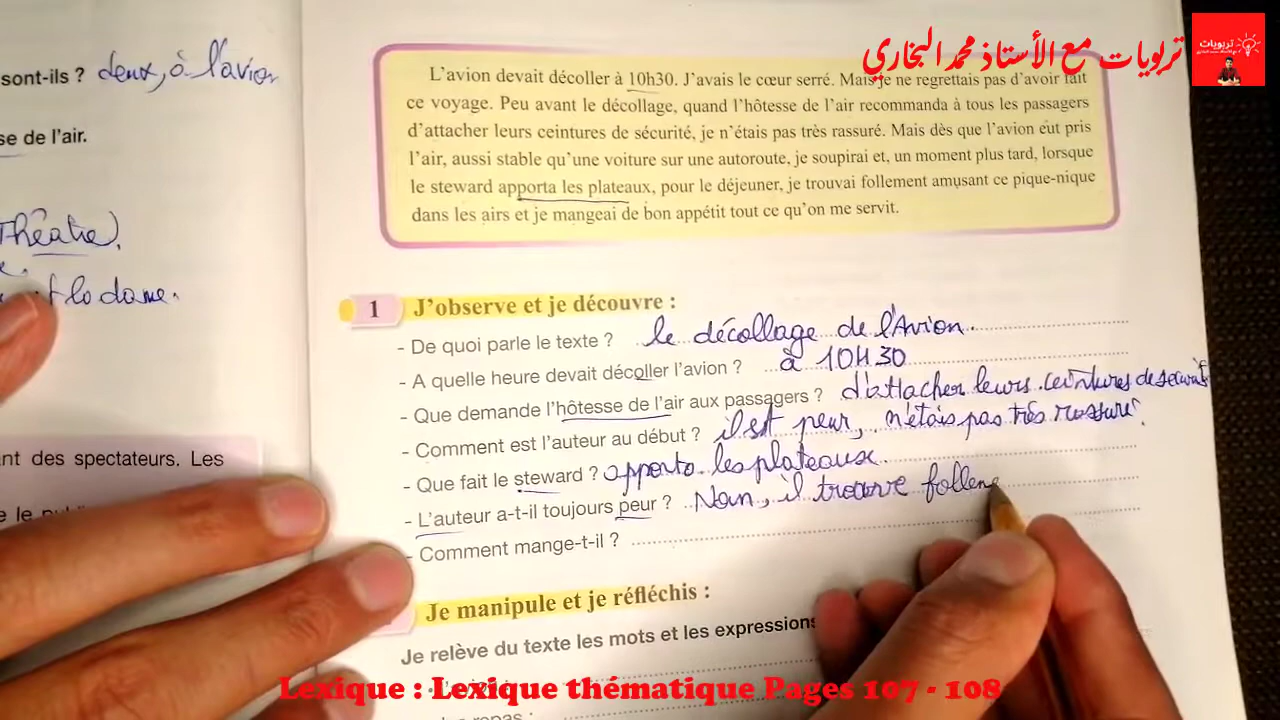 تربويات مع الأستاذ محمد البخاري
تربويات
sont-ils ? deux, à l'avion
se de l'air.
Théatre).
lo dame.
nt des spectateurs. Les
L'avion devait décoller à 10h30. J'avais le cœur serré. Mais je ne regrettais pas d'avoir fait
ce voyage. Peu avant le décollage, quand l'hôtesse de l'air recommanda à tous les passagers
d'attacher leurs ceintures de sécurité, je n'étais pas très rassuré. Mais dès que l'avion eut pris
l'air, aussi stable qu'une voiture sur une autoroute, je soupirai et, un moment plus tard, lorsque
le steward apporta les plateaux, pour le déjeuner, je trouvai follement amusant ce pique-nique
dans les airs et je mangeai de bon appétit tout ce qu'on me servit.
1 J'observe et je découvre :
- De quoi parle le texte ? le décollage de l'Avion.
- A quelle heure devait décoller l'avion ? à 10H30
- Que demande l'hôtesse de l'air aux passagers ? d'attacher leurs ceintures de securité
- Comment est l'auteur au début ? il est peur, n'étais pas très rassuré.
- Que fait le steward ? apporta les plateaux.
- L'auteur a-t-il toujours peur ? Non, il trouve folleme
- Comment mange-t-il ?
Je manipule et je réfléchis :
Je relève du texte les mots et les expressions
repas :
Lexique : Lexique thématique Pages 107 - 108